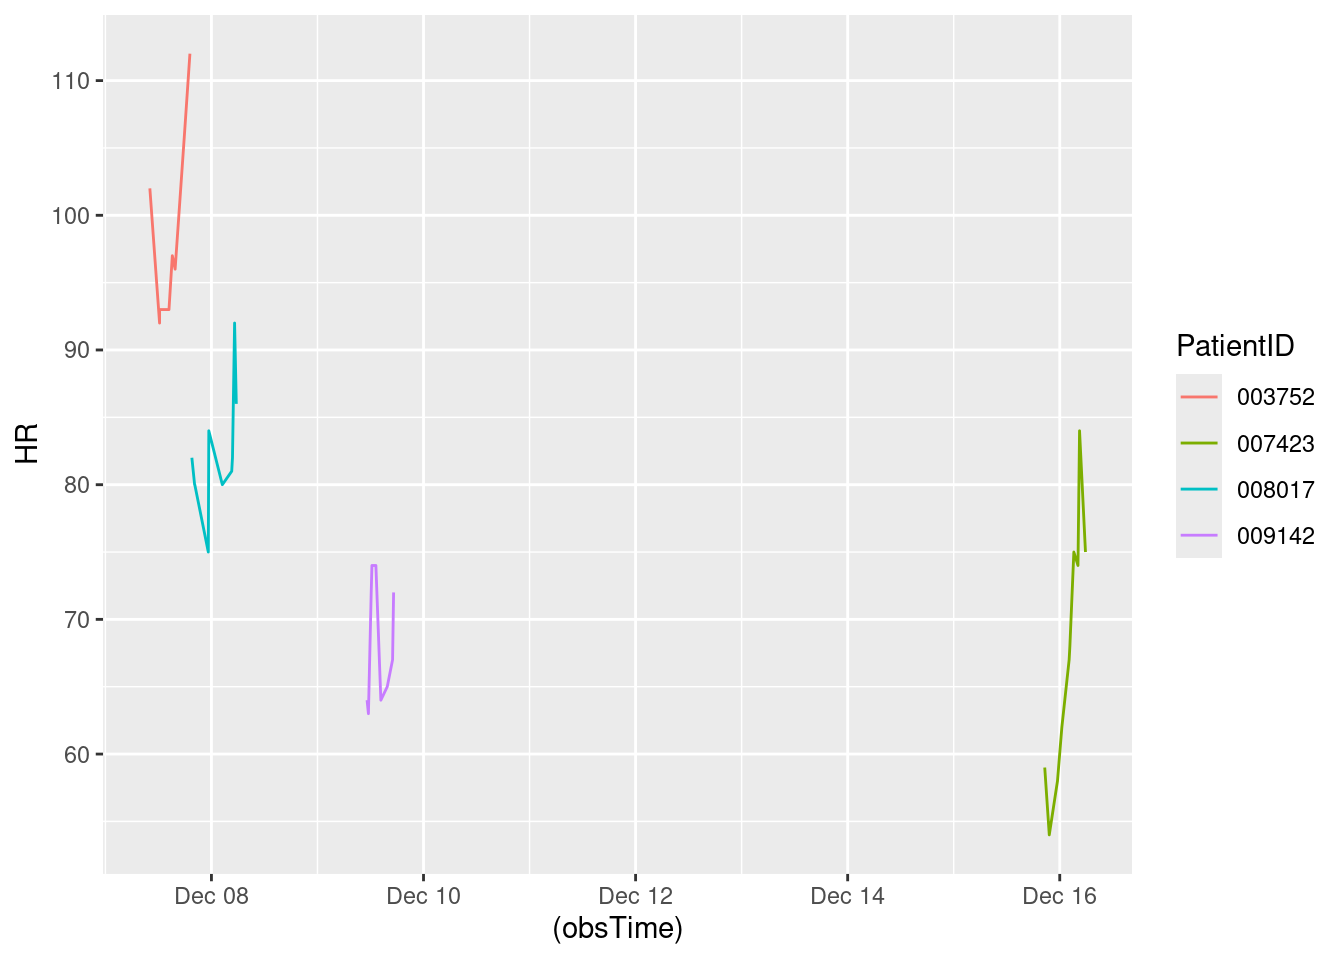 110
100
90
80
70
60
HR
Dec 08
Dec 10
Dec 12
Dec 14
Dec 16
(obsTime)
PatientID
003752
007423
008017
009142